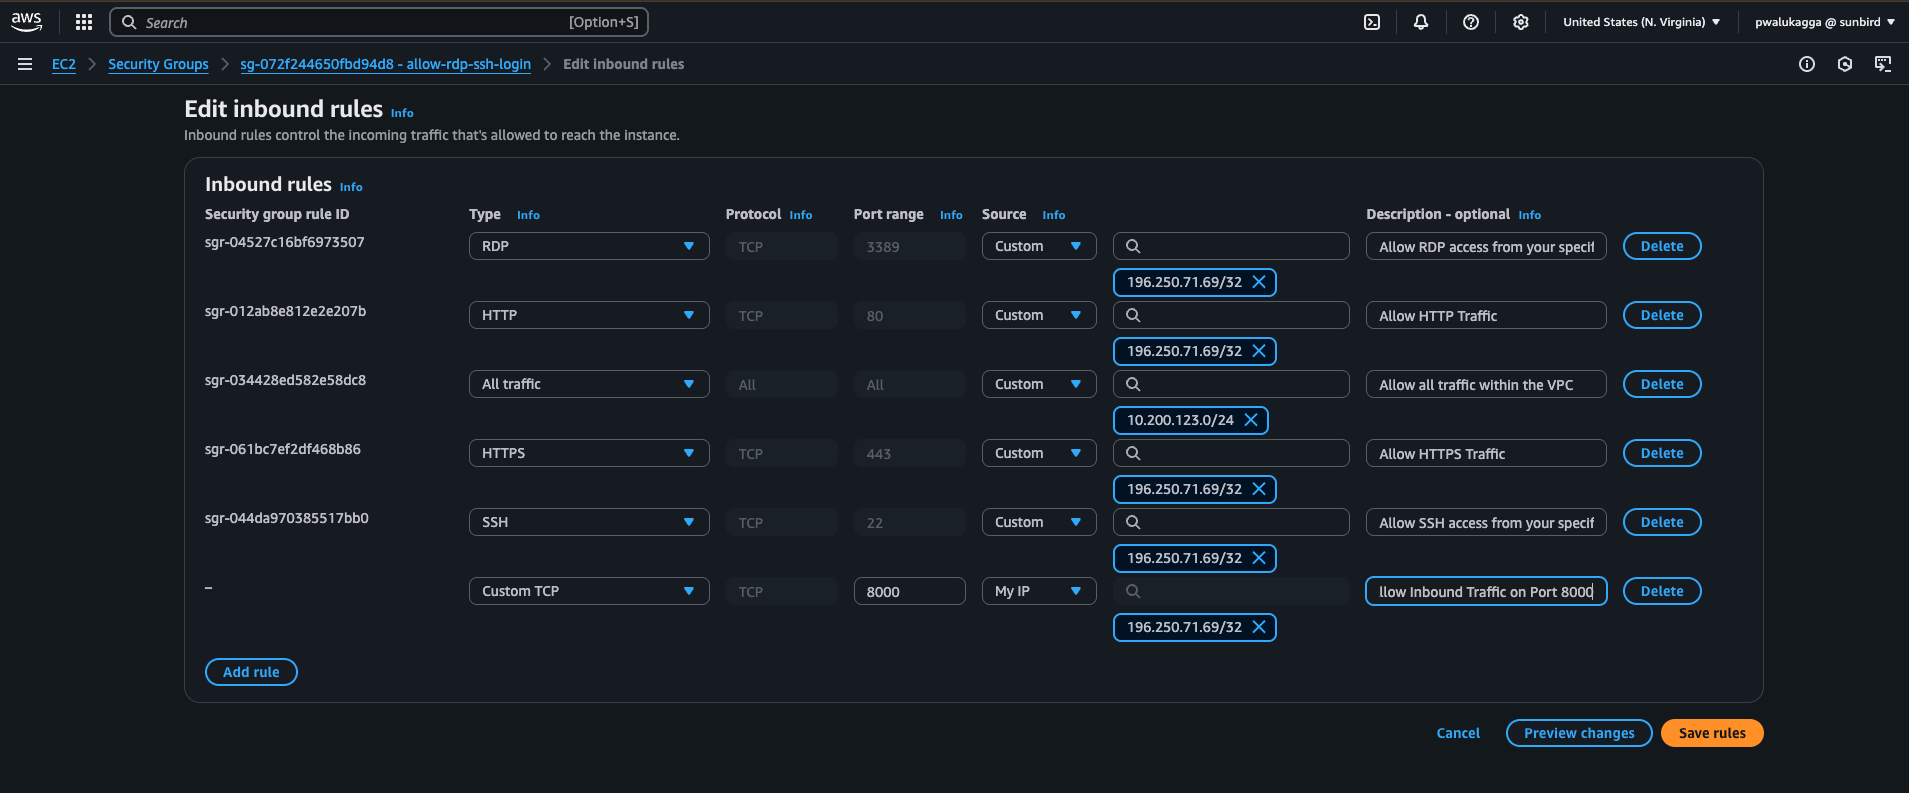 aws
Search [Option+S]
United States (N. Virginia)
pwalukagga @ sunbird
EC2 Security Groups sg-072f244650fbd94d8 - allow-rdp-ssh-login Edit inbound rules
Edit inbound rules Info
Inbound rules control the incoming traffic that's allowed to reach the instance.
Inbound rules Info
Security group rule ID Type Info Protocol Info Port range Info Source Info Description - optional Info
sgr-04527c16bf6973507 RDP TCP 3389 Custom Allow RDP access from your specif Delete
196.250.71.69/32
sgr-012ab8e812e2e207b HTTP TCP 80 Custom Allow HTTP Traffic Delete
196.250.71.69/32
sgr-034428ed582e58dc8 All traffic All All Custom Allow all traffic within the VPC Delete
10.200.123.0/24
sgr-061bc7ef2df468b86 HTTPS TCP 443 Custom Allow HTTPS Traffic Delete
196.250.71.69/32
sgr-044da970385517bb0 SSH TCP 22 Custom Allow SSH access from your specif Delete
196.250.71.69/32
– Custom TCP TCP 8000 My IP llow Inbound Traffic on Port 8000 Delete
196.250.71.69/32
Add rule
Cancel Preview changes Save rules